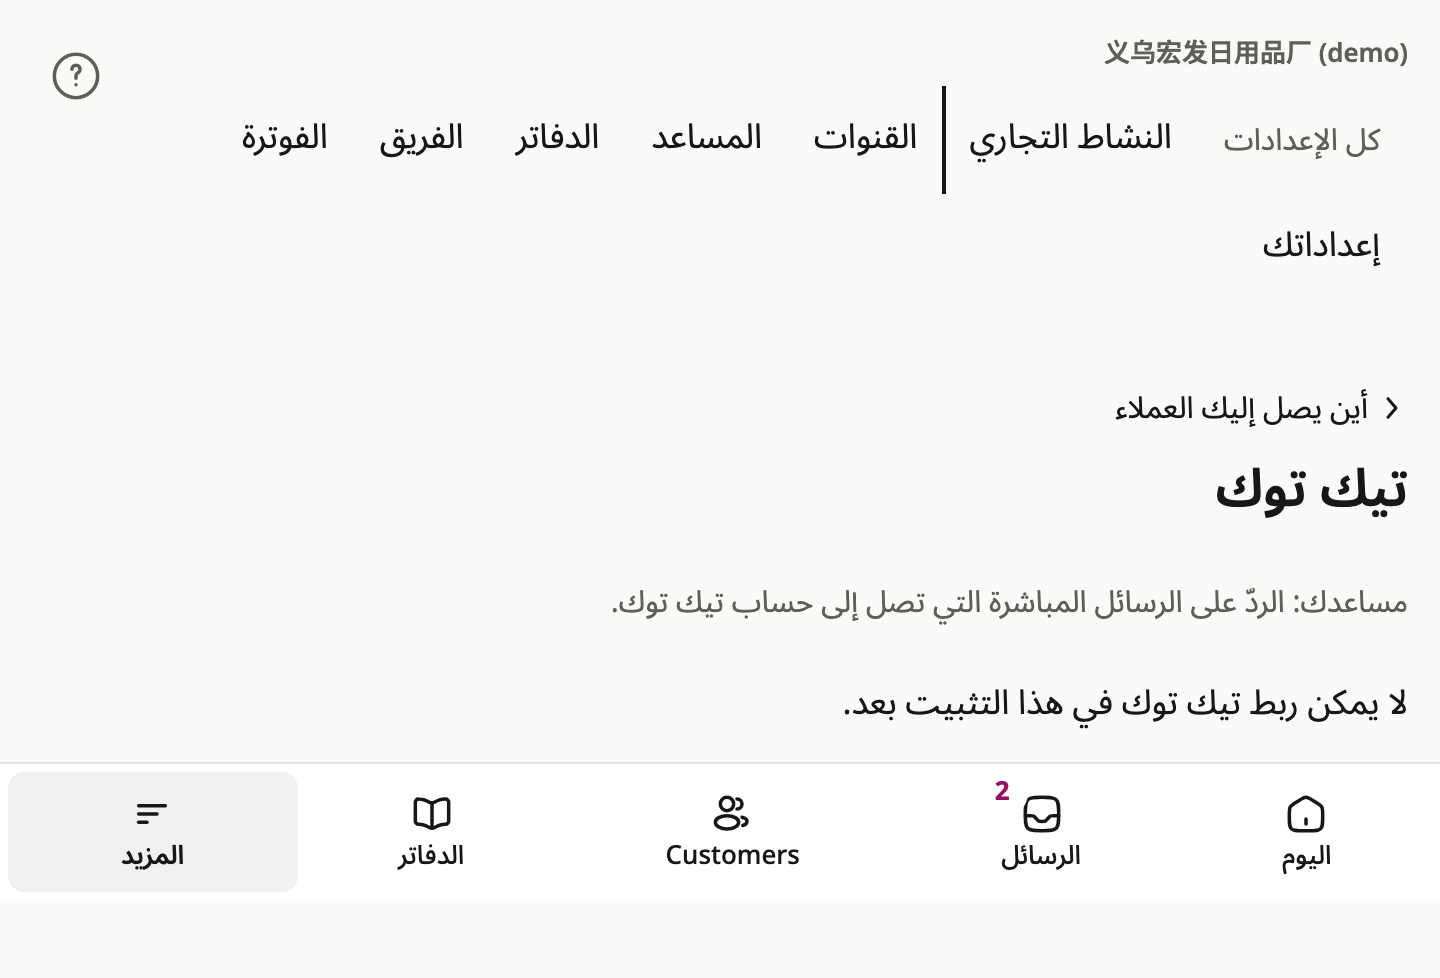 义乌宏发日用品厂 (demo)
كل الإعدادات النشاط التجاري القنوات المساعد الدفاتر الفريق الفوترة
إعداداتك
أين يصل إليك العملاء
تيك توك
مساعدك: الردّ على الرسائل المباشرة التي تصل إلى حساب تيك توك.
لا يمكن ربط تيك توك في هذا التثبيت بعد.
2
اليوم الرسائل Customers الدفاتر المزيد